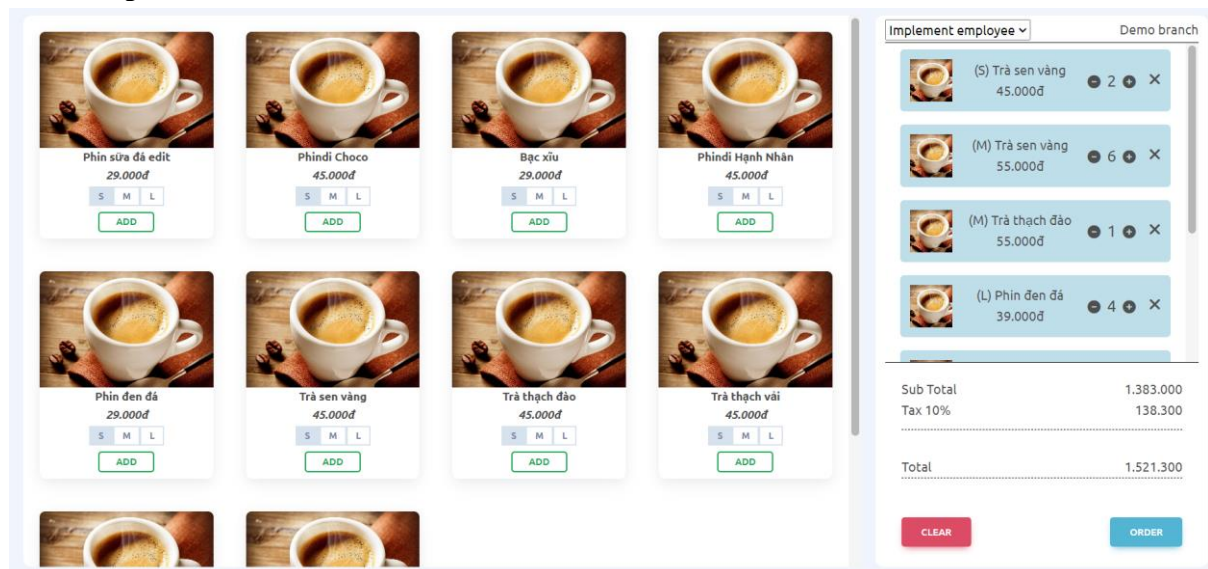 Phin sữa đá edit
29.000đ
S M L
ADD
Phindi Choco
45.000đ
S M L
ADD
Bạc xĩu
29.000đ
S M L
ADD
Phindi Hạnh Nhân
45.000đ
S M L
ADD
Phin đen đá
29.000đ
S M L
ADD
Trà sen vàng
45.000đ
S M L
ADD
Trà thạch đào
45.000đ
S M L
ADD
Trà thạch vải
45.000đ
S M L
ADD
Implement employee Demo branch
(S) Trà sen vàng
45.000đ
2
(M) Trà sen vàng
55.000đ
6
(M) Trà thạch đào
55.000đ
1
(L) Phin đen đá
39.000đ
4
Sub Total 1.383.000
Tax 10% 138.300
Total 1.521.300
CLEAR ORDER